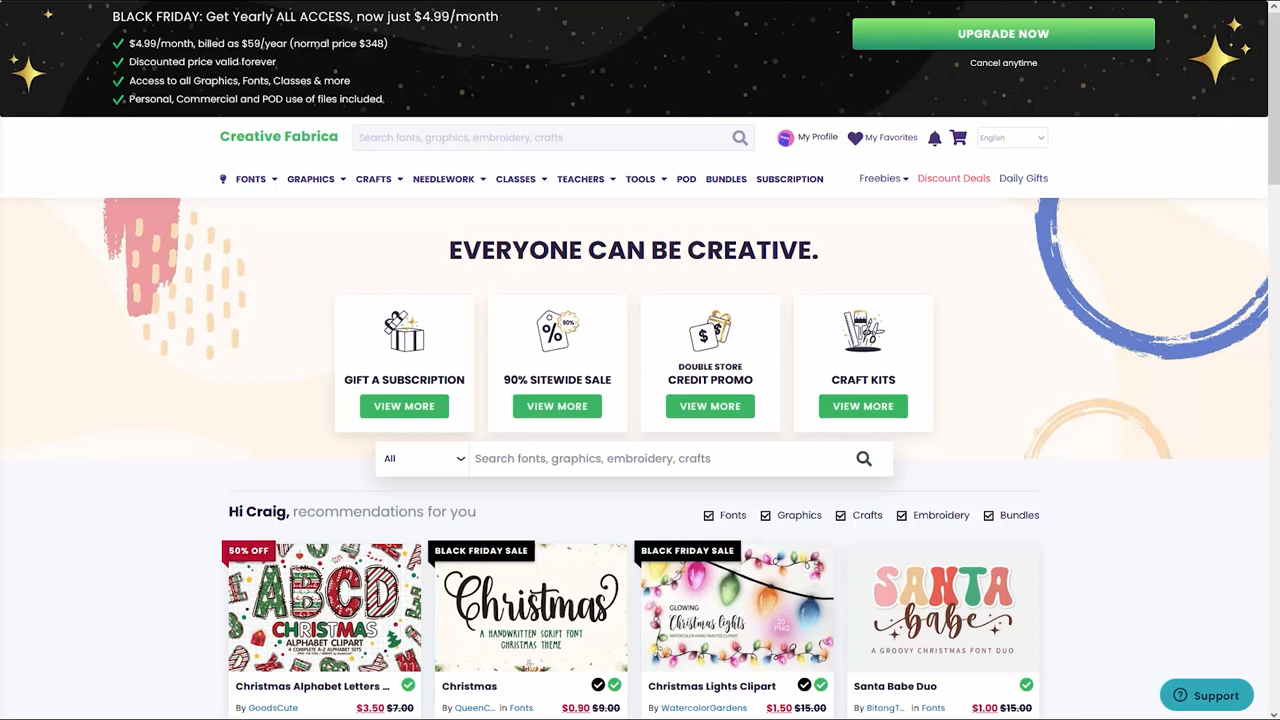 BLACK FRIDAY: Get Yearly ALL ACCESS, now just $4.99/month
$4.99/month, billed as $59/year (normal price $348)
Discounted price valid forever
Access to all Graphics, Fonts, Classes & more
Personal, Commercial and POD use of files included.
UPGRADE NOW
Cancel anytime
Creative Fabrica
Search fonts, graphics, embroidery, crafts
My Profile
My Favorites
English
FONTS GRAPHICS CRAFTS NEEDLEWORK CLASSES TEACHERS TOOLS POD BUNDLES SUBSCRIPTION
Freebies Discount Deals Daily Gifts
EVERYONE CAN BE CREATIVE.
GIFT A SUBSCRIPTION
VIEW MORE
90%
%
90% SITEWIDE SALE
VIEW MORE
$ $
DOUBLE STORE
CREDIT PROMO
VIEW MORE
CRAFT KITS
VIEW MORE
All
Search fonts, graphics, embroidery, crafts
Hi Craig, recommendations for you
Fonts Graphics Crafts Embroidery Bundles
50% OFF
ABCD
CHRISTMAS
ALPHABET CLIPART
4 COMPLETE A-Z ALPHABET SETS
Christmas Alphabet Letters ...
By GoodsCute
$3.50 $7.00
BLACK FRIDAY SALE
Christmas
A HANDWRITTEN SCRIPT FONT
CHRISTMAS THEME
Christmas
By QueenC... in Fonts
$0.90 $9.00
BLACK FRIDAY SALE
GLOWING
Christmas lights
WATERCOLOR HAND PAINTED CLIPART
20
PNG
Christmas Lights Clipart
By WatercolorGardens
$1.50 $15.00
SANTA
babe
A GROOVY CHRISTMAS FONT DUO
Santa Babe Duo
By BitongT... in Fonts
$1.00 $15.00
Support